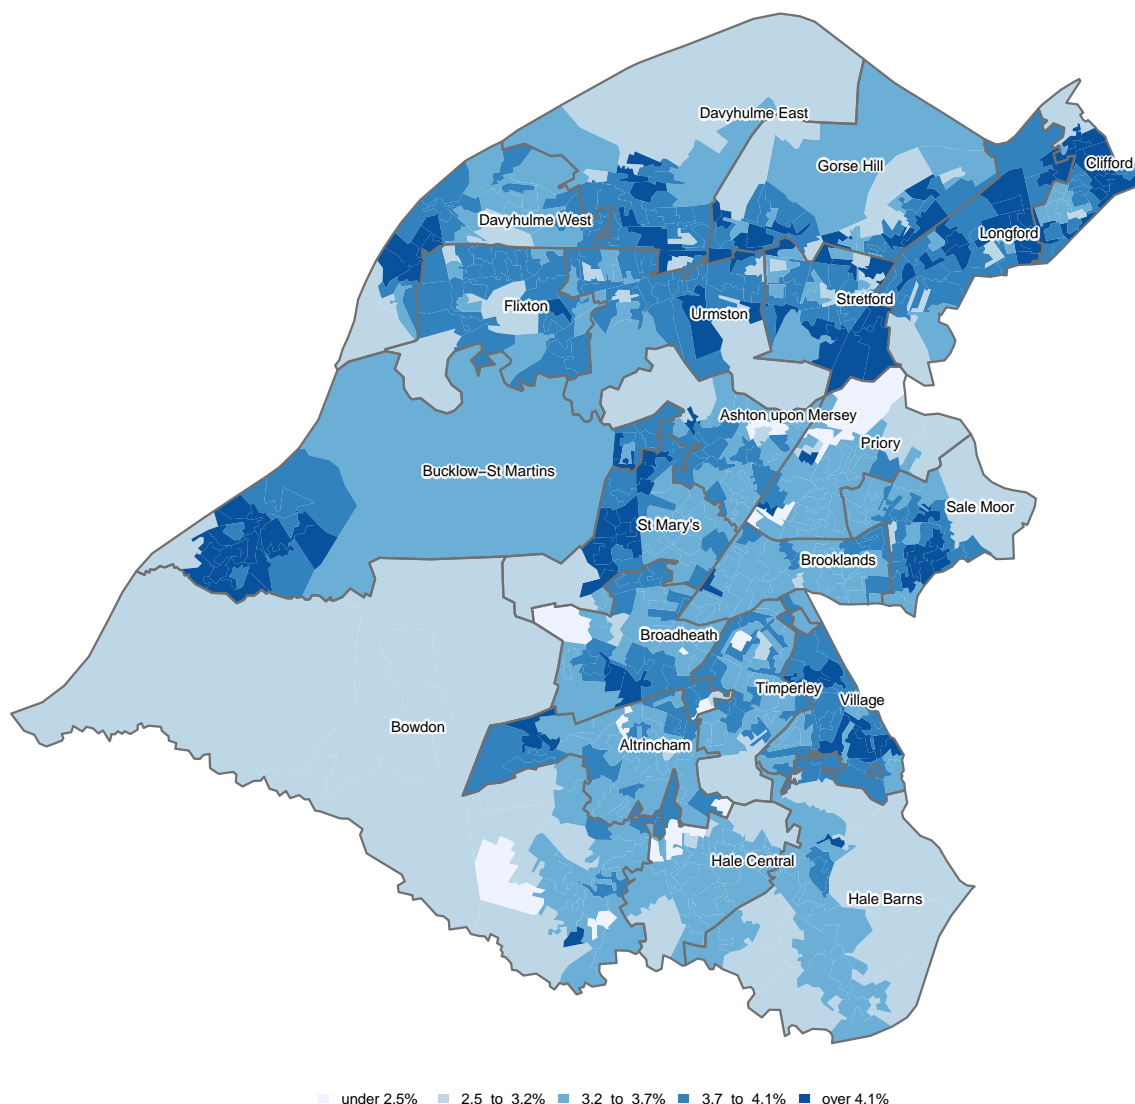 Davyhulme East
Gorse Hill
Clifford
Davyhulme West
Longford
Flixton
Urmston
Stretford
Ashton upon Mersey
Priory
Bucklow–St Martins
Sale Moor
St Mary's
Brooklands
Broadheath
Timperley
Village
Bowdon
Altrincham
Hale Central
Hale Barns
under 2.5% 2.5 to 3.2% 3.2 to 3.7% 3.7 to 4.1% over 4.1%